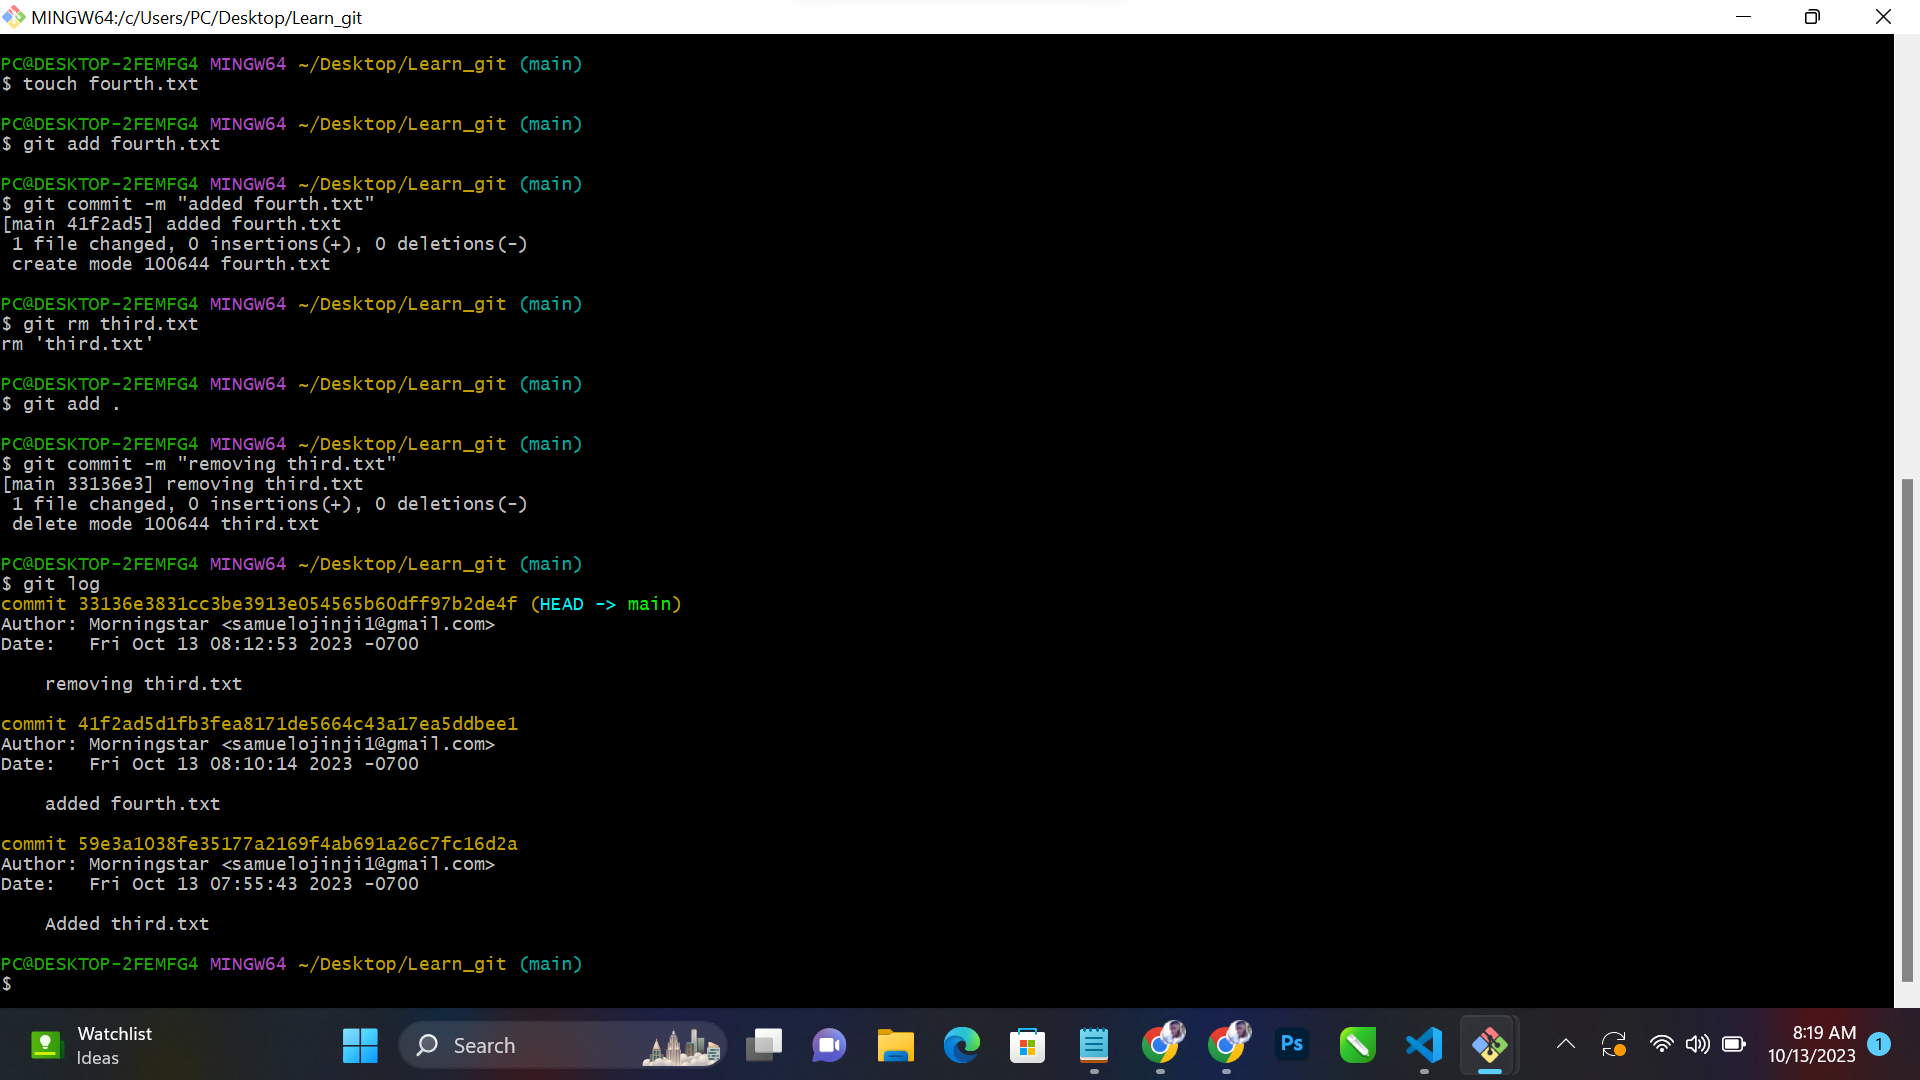 MINGW64:/c/Users/PC/Desktop/Learn_git
PC@DESKTOP-2FEMFG4 MINGW64 ~/Desktop/Learn_git (main)
$ touch fourth.txt
PC@DESKTOP-2FEMFG4 MINGW64 ~/Desktop/Learn_git (main)
$ git add fourth.txt
PC@DESKTOP-2FEMFG4 MINGW64 ~/Desktop/Learn_git (main)
$ git commit -m "added fourth.txt"
[main 41f2ad5] added fourth.txt
 1 file changed, 0 insertions(+), 0 deletions(-)
 create mode 100644 fourth.txt
PC@DESKTOP-2FEMFG4 MINGW64 ~/Desktop/Learn_git (main)
$ git rm third.txt
rm 'third.txt'
PC@DESKTOP-2FEMFG4 MINGW64 ~/Desktop/Learn_git (main)
$ git add .
PC@DESKTOP-2FEMFG4 MINGW64 ~/Desktop/Learn_git (main)
$ git commit -m "removing third.txt"
[main 33136e3] removing third.txt
 1 file changed, 0 insertions(+), 0 deletions(-)
 delete mode 100644 third.txt
PC@DESKTOP-2FEMFG4 MINGW64 ~/Desktop/Learn_git (main)
$ git log
commit 33136e3831cc3be3913e054565b60dff97b2de4f (HEAD -> main)
Author: Morningstar <samuelojinji1@gmail.com>
Date:   Fri Oct 13 08:12:53 2023 -0700
    removing third.txt
commit 41f2ad5d1fb3fea8171de5664c43a17ea5ddbee1
Author: Morningstar <samuelojinji1@gmail.com>
Date:   Fri Oct 13 08:10:14 2023 -0700
    added fourth.txt
commit 59e3a1038fe35177a2169f4ab691a26c7fc16d2a
Author: Morningstar <samuelojinji1@gmail.com>
Date:   Fri Oct 13 07:55:43 2023 -0700
    Added third.txt
PC@DESKTOP-2FEMFG4 MINGW64 ~/Desktop/Learn_git (main)
$
Watchlist
Ideas
Search
Ps
8:19 AM
10/13/2023
1